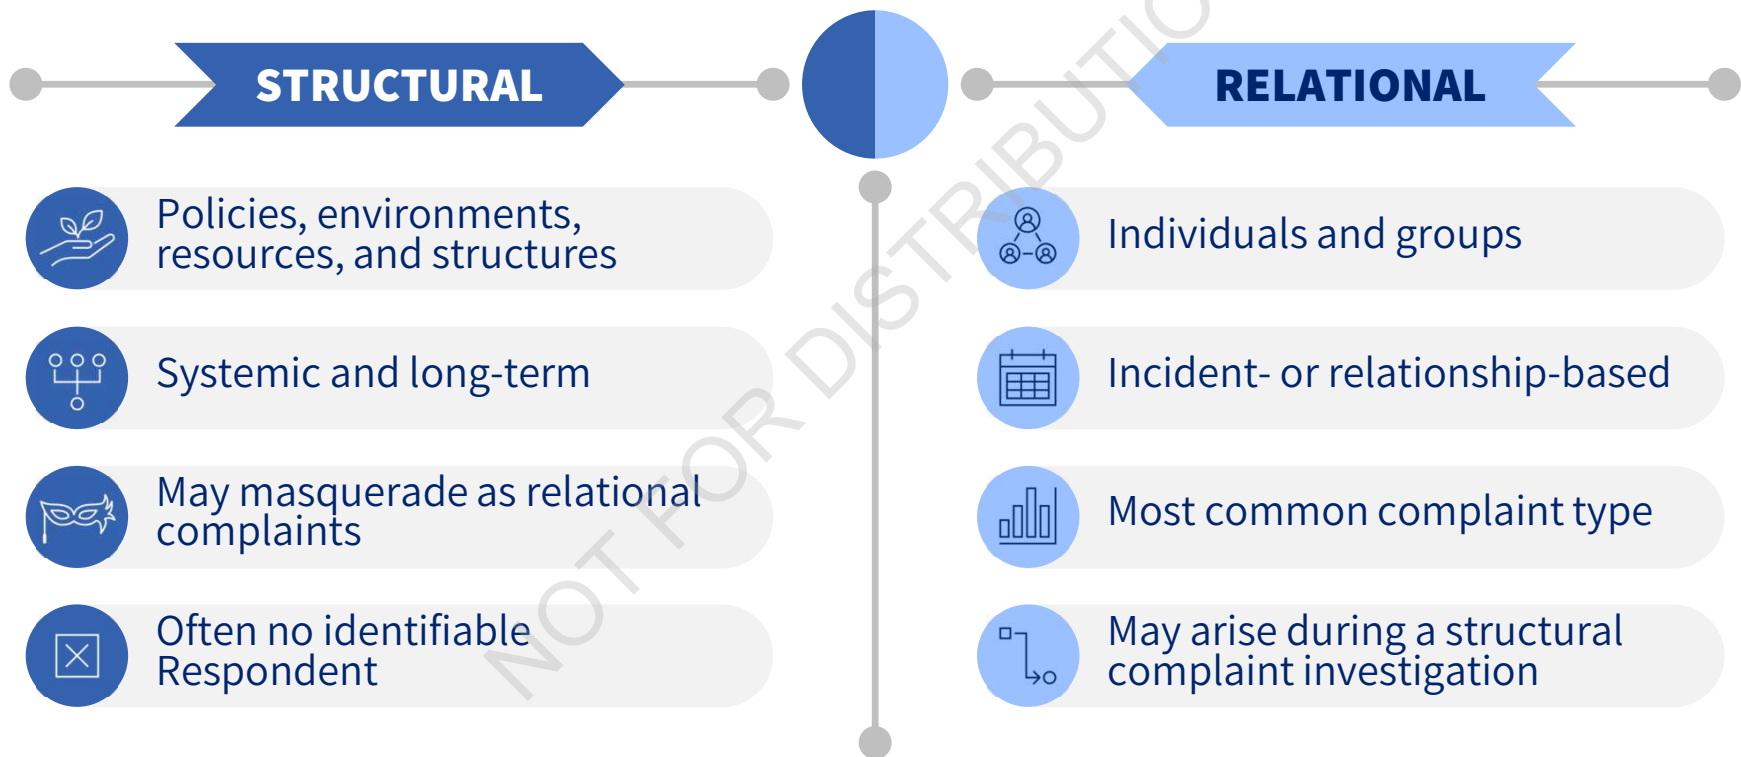 STRUCTURAL
Policies, environments,
resources, and structures
Systemic and long-term
May masquerade as relational
complaints
Often no identifiable
Respondent
RELATIONAL
Individuals and groups
Incident- or relationship-based
Most common complaint type
May arise during a structural
complaint investigation
NOT FOR DISTRIBUTIO